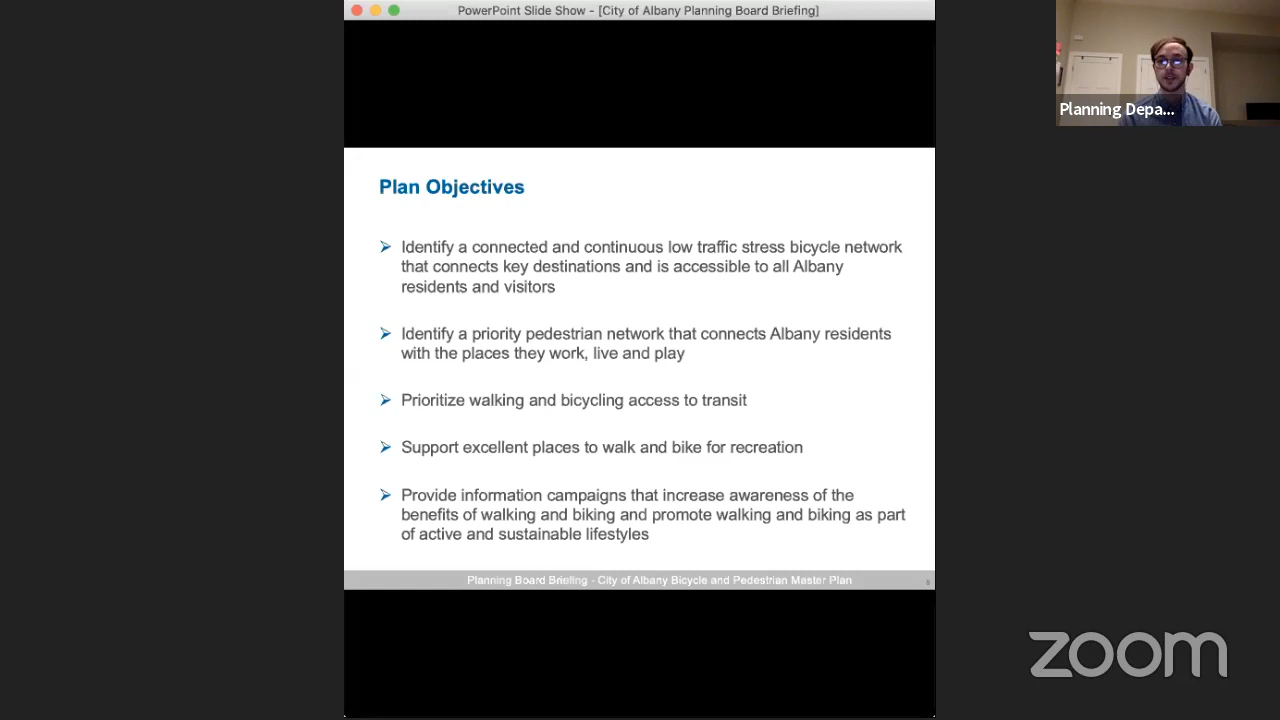 PowerPoint Slide Show - [City of Albany Planning Board Briefing]
Planning Depa...
Plan Objectives
Identify a connected and continuous low traffic stress bicycle network
that connects key destinations and is accessible to all Albany
residents and visitors
Identify a priority pedestrian network that connects Albany residents
with the places they work, live and play
Prioritize walking and bicycling access to transit
Support excellent places to walk and bike for recreation
Provide information campaigns that increase awareness of the
benefits of walking and biking and promote walking and biking as part
of active and sustainable lifestyles
Planning Board Briefing - City of Albany Bicycle and Pedestrian Master Plan
zoom